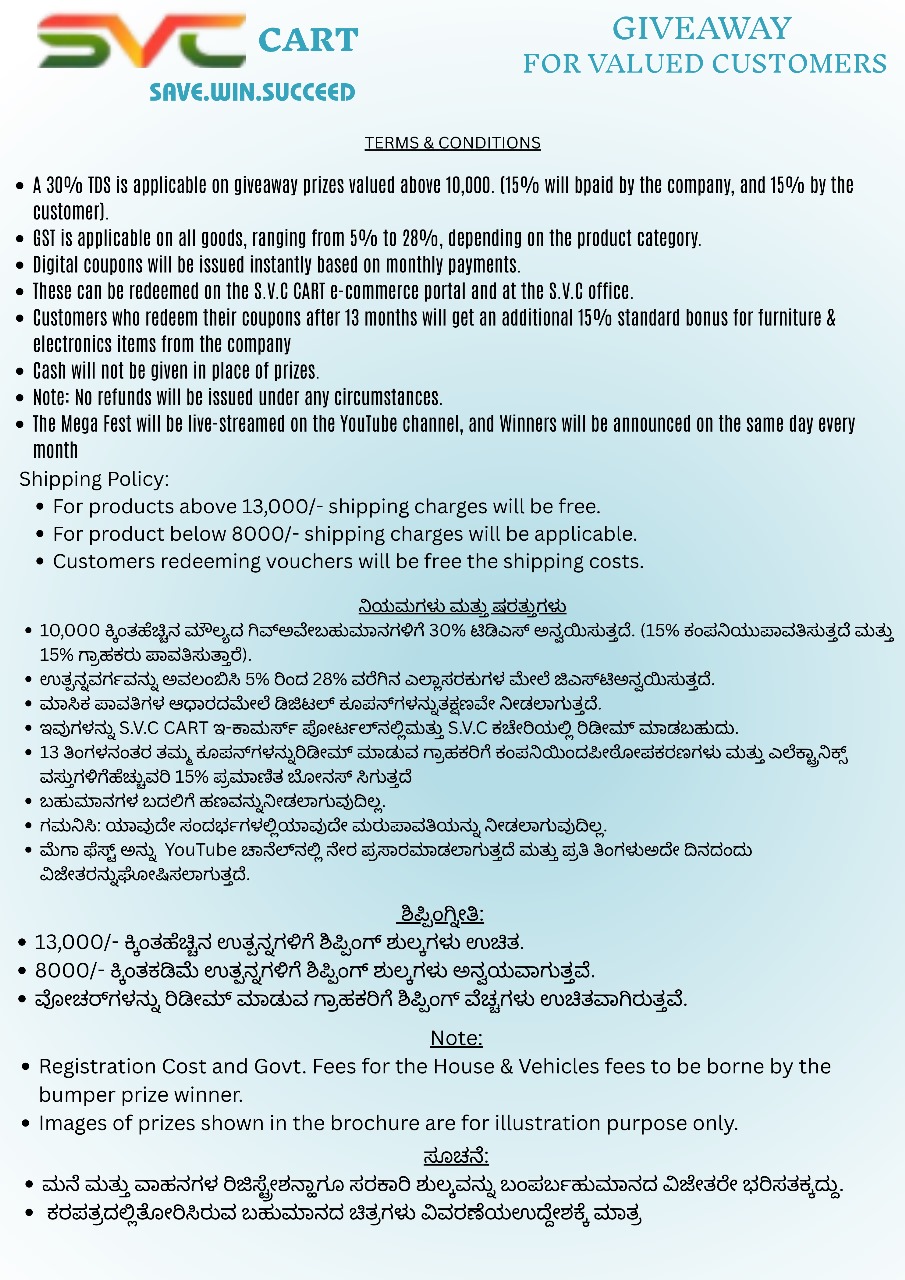 SVC CART
SAVE.WIN.SUCCEED
GIVEAWAY
FOR VALUED CUSTOMERS
TERMS & CONDITIONS
• A 30% TDS is applicable on giveaway prizes valued above 10,000. (15% will bpaid by the company, and 15% by the
customer).
• GST is applicable on all goods, ranging from 5% to 28%, depending on the product category.
• Digital coupons will be issued instantly based on monthly payments.
• These can be redeemed on the S.V.C CART e-commerce portal and at the S.V.C office.
• Customers who redeem their coupons after 13 months will get an additional 15% standard bonus for furniture &
electronics items from the company
• Cash will not be given in place of prizes.
• Note: No refunds will be issued under any circumstances.
• The Mega Fest will be live-streamed on the YouTube channel, and Winners will be announced on the same day every
month
Shipping Policy:
• For products above 13,000/- shipping charges will be free.
• For product below 8000/- shipping charges will be applicable.
• Customers redeeming vouchers will be free the shipping costs.
ನಿಯಮಗಳು ಮತ್ತು ಷರತ್ತುಗಳು
• 10,000 ಕ್ಕಿಂತಹೆಚ್ಚಿನ ಮೌಲ್ಯದ ಗಿವ್‌ಅವೇಬಹುಮಾನಗಳಿಗೆ 30% ಟಿಡಿಎಸ್ ಅನ್ವಯಿಸುತ್ತದೆ. (15% ಕಂಪನಿಯುಪಾವತಿಸುತ್ತದೆ ಮತ್ತು
15% ಗ್ರಾಹಕರು ಪಾವತಿಸುತ್ತಾರೆ).
• ಉತ್ಪನ್ನವರ್ಗವನ್ನು ಅವಲಂಬಿಸಿ 5% ರಿಂದ 28% ವರೆಗಿನ ಎಲ್ಲಾಸರಕುಗಳ ಮೇಲೆ ಜಿಎಸ್‌ಟಿಅನ್ವಯಿಸುತ್ತದೆ.
• ಮಾಸಿಕ ಪಾವತಿಗಳ ಆಧಾರದಮೇಲೆ ಡಿಜಿಟಲ್ ಕೂಪನ್‌ಗಳನ್ನುತಕ್ಷಣವೇ ನೀಡಲಾಗುತ್ತದೆ.
• ಇವುಗಳನ್ನು S.V.C CART ಇ-ಕಾಮರ್ಸ್ ಪೋರ್ಟಲ್‌ನಲ್ಲಿಮತ್ತು S.V.C ಕಚೇರಿಯಲ್ಲಿ ರಿಡೀಮ್ ಮಾಡಬಹುದು.
• 13 ತಿಂಗಳನಂತರ ತಮ್ಮ ಕೂಪನ್‌ಗಳನ್ನುರಿಡೀಮ್ ಮಾಡುವ ಗ್ರಾಹಕರಿಗೆ ಕಂಪನಿಯಿಂದಪೀಠೋಪಕರಣಗಳು ಮತ್ತು ಎಲೆಕ್ಟ್ರಾನಿಕ್ಸ್
ವಸ್ತುಗಳಿಗೆಹೆಚ್ಚುವರಿ 15% ಪ್ರಮಾಣಿತ ಬೋನಸ್ ಸಿಗುತ್ತದೆ
• ಬಹುಮಾನಗಳ ಬದಲಿಗೆ ಹಣವನ್ನುನೀಡಲಾಗುವುದಿಲ್ಲ.
• ಗಮನಿಸಿ: ಯಾವುದೇ ಸಂದರ್ಭಗಳಲ್ಲಿಯಾವುದೇ ಮರುಪಾವತಿಯನ್ನು ನೀಡಲಾಗುವುದಿಲ್ಲ.
• ಮೆಗಾ ಫೆಸ್ಟ್ ಅನ್ನು YouTube ಚಾನೆಲ್‌ನಲ್ಲಿ ನೇರ ಪ್ರಸಾರಮಾಡಲಾಗುತ್ತದೆ ಮತ್ತು ಪ್ರತಿ ತಿಂಗಳುಅದೇ ದಿನದಂದು
ವಿಜೇತರನ್ನುಘೋಷಿಸಲಾಗುತ್ತದೆ.
ಶಿಪ್ಪಿಂಗ್ನೀತಿ:
• 13,000/- ಕ್ಕಿಂತಹೆಚ್ಚಿನ ಉತ್ಪನ್ನಗಳಿಗೆ ಶಿಪ್ಪಿಂಗ್ ಶುಲ್ಕಗಳು ಉಚಿತ.
• 8000/- ಕ್ಕಿಂತಕಡಿಮೆ ಉತ್ಪನ್ನಗಳಿಗೆ ಶಿಪ್ಪಿಂಗ್ ಶುಲ್ಕಗಳು ಅನ್ವಯವಾಗುತ್ತವೆ.
• ವೋಚರ್‌ಗಳನ್ನು ರಿಡೀಮ್ ಮಾಡುವ ಗ್ರಾಹಕರಿಗೆ ಶಿಪ್ಪಿಂಗ್ ವೆಚ್ಚಗಳು ಉಚಿತವಾಗಿರುತ್ತವೆ.
Note:
• Registration Cost and Govt. Fees for the House & Vehicles fees to be borne by the
bumper prize winner.
• Images of prizes shown in the brochure are for illustration purpose only.
ಸೂಚನೆ:
• ಮನೆ ಮತ್ತು ವಾಹನಗಳ ರಿಜಿಸ್ಟ್ರೇಶನ್ಹಾಗೂ ಸರಕಾರಿ ಶುಲ್ಕವನ್ನು ಬಂಪರ್ಬಹುಮಾನದ ವಿಜೇತರೇ ಭರಿಸತಕ್ಕದ್ದು.
• ಕರಪತ್ರದಲ್ಲಿತೋರಿಸಿರುವ ಬಹುಮಾನದ ಚಿತ್ರಗಳು ವಿವರಣೆಯಉದ್ದೇಶಕ್ಕೆ ಮಾತ್ರ